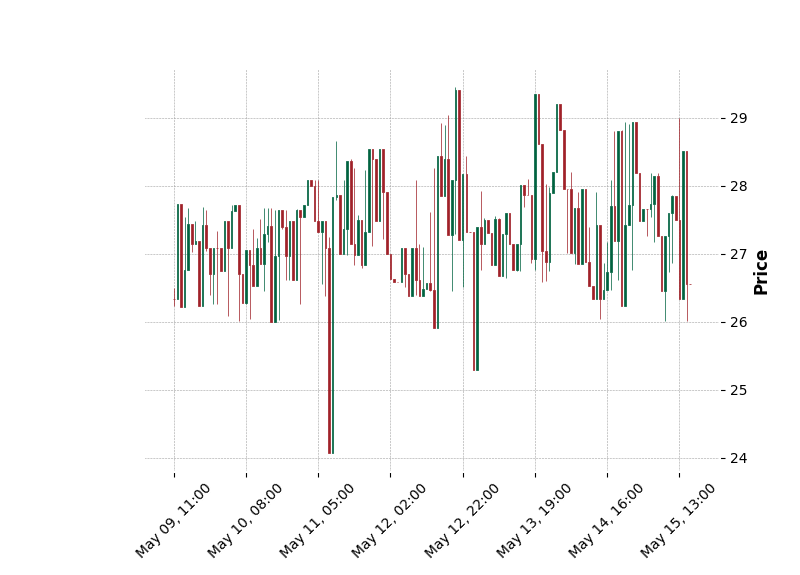 29
28
27
26
25
24
Price
May 09, 11:00
May 10, 08:00
May 11, 05:00
May 12, 02:00
May 12, 22:00
May 13, 19:00
May 14, 16:00
May 15, 13:00